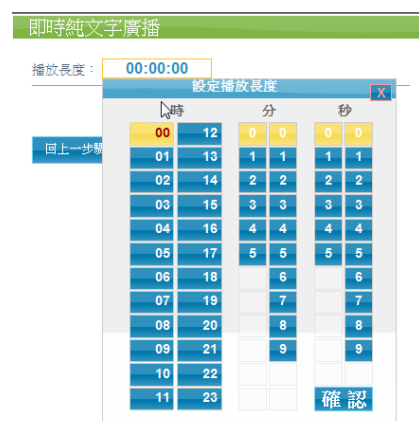 即時純文字廣播
播放長度： 00:00:00
設定播放長度 X
時 分 秒
00 12 0 0 0 0
回上一步驟
01 13 1 1 1 1
02 14 2 2 2 2
03 15 3 3 3 3
04 16 4 4 4 4
05 17 5 5 5 5
06 18 6 6
07 19 7 7
08 20 8 8
09 21 9 9
10 22
11 23 確認